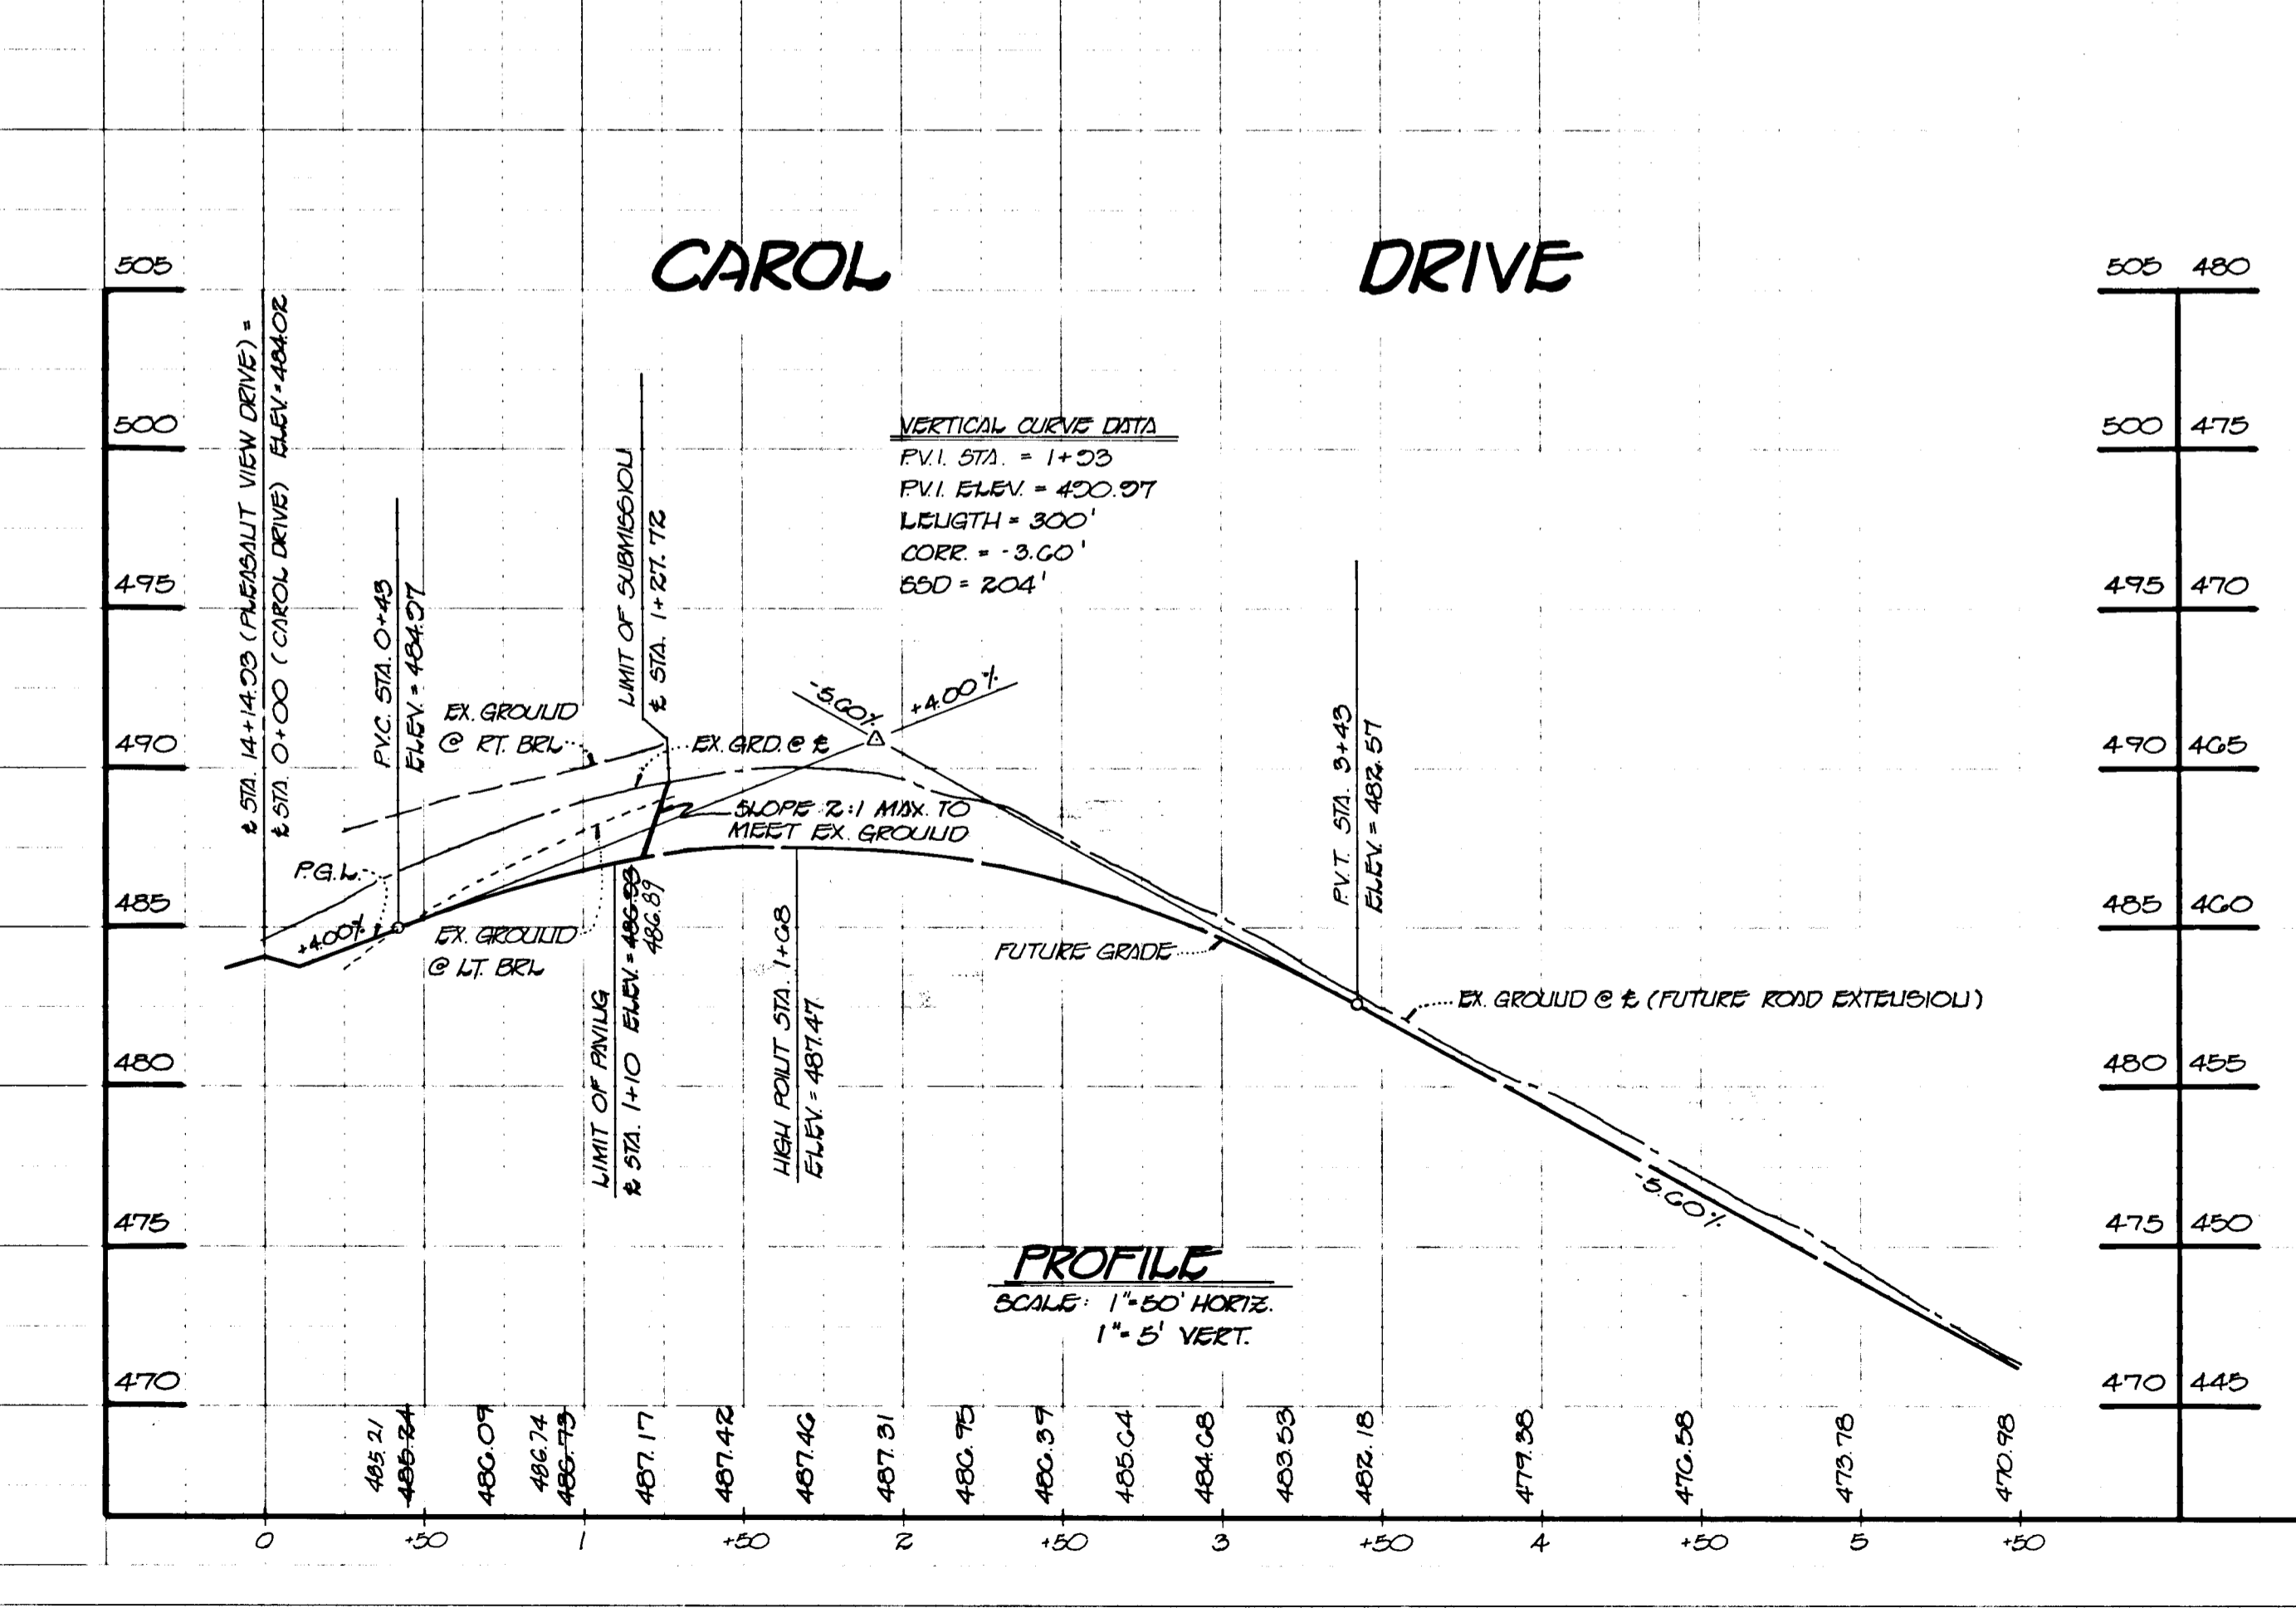 CAROL DRIVE
505
500
495
490
485
480
475
470
505 480
500 475
495 470
490 465
485 460
480 455
475 450
470 445
℄ STA. 14+14.93 (PLEASANT VIEW DRIVE) =
℄ STA. 0+00 (CAROL DRIVE) ELEV.=484.02
P.V.C. STA. 0+43
ELEV.=484.97
LIMIT OF SUBMISSION
℄ STA. 1+27.72
VERTICAL CURVE DATA
P.V.I. STA. = 1+93
P.V.I. ELEV. = 490.97
LENGTH = 300'
CORR. = -3.60'
SSD = 204'
EX. GROUND
@ RT. BRL
EX. GRD. @ ℄
-5.60%
+4.00%
SLOPE 2:1 MAX. TO
MEET EX. GROUND
P.G.L.
+4.00%
EX. GROUND
@ LT. BRL
LIMIT OF PAVING
℄ STA. 1+10 ELEV.=486.93
486.89
HIGH POINT STA. 1+68
ELEV.=487.47
P.V.T. STA. 3+43
ELEV.=482.57
FUTURE GRADE
EX. GROUND @ ℄ (FUTURE ROAD EXTENSION)
-5.60%
PROFILE
SCALE: 1"=50' HORIZ.
1"=5' VERT.
485.21
485.24
486.09
486.74
486.73
487.17
487.42
487.46
487.31
486.95
486.39
485.64
484.68
483.53
482.18
479.38
476.58
473.78
470.98
0 +50 1 +50 2 +50 3 +50 4 +50 5 +50